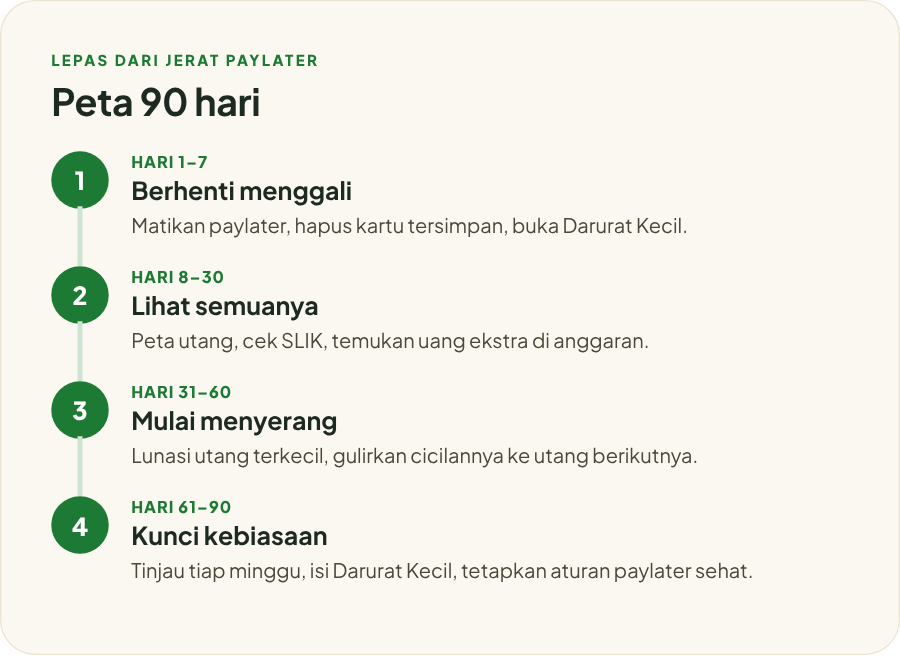 LEPAS DARI JERAT PAYLATER
Peta 90 hari
1
HARI 1–7
Berhenti menggali
Matikan paylater, hapus kartu tersimpan, buka Darurat Kecil.
2
HARI 8–30
Lihat semuanya
Peta utang, cek SLIK, temukan uang ekstra di anggaran.
3
HARI 31–60
Mulai menyerang
Lunasi utang terkecil, gulirkan cicilannya ke utang berikutnya.
4
HARI 61–90
Kunci kebiasaan
Tinjau tiap minggu, isi Darurat Kecil, tetapkan aturan paylater sehat.